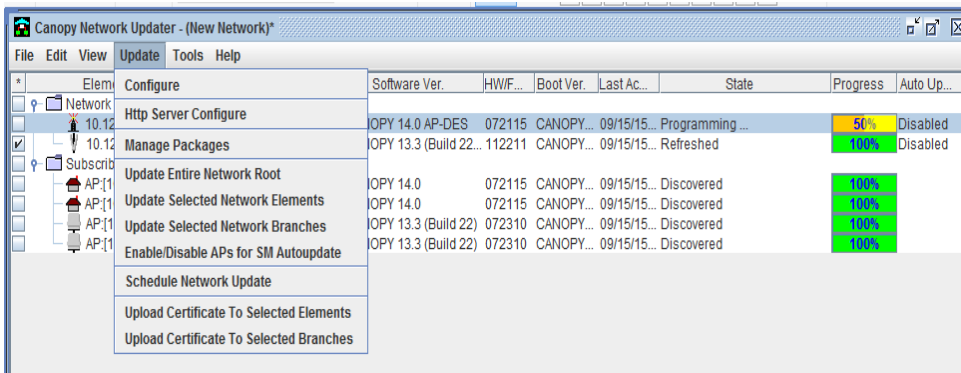 Canopy Network Updater - (New Network)*
File Edit View Update Tools Help
* Eleme Software Ver. HW/F... Boot Ver. Last Ac... State Progress Auto Up...
Configure
Network
Http Server Configure
10.12 NOPY 14.0 AP-DES 072115 CANOPY... 09/15/15... Programming ... 50% Disabled
10.12 NOPY 13.3 (Build 22... 112211 CANOPY... 09/15/15... Refreshed 100% Disabled
Manage Packages
Subscrib
Update Entire Network Root
AP:[1 NOPY 14.0 072115 CANOPY... 09/15/15... Discovered 100%
Update Selected Network Elements
AP:[1 NOPY 14.0 072115 CANOPY... 09/15/15... Discovered 100%
Update Selected Network Branches
AP:[1 NOPY 13.3 (Build 22) 072310 CANOPY... 09/15/15... Discovered 100%
Enable/Disable APs for SM Autoupdate
AP:[1 NOPY 13.3 (Build 22) 072310 CANOPY... 09/15/15... Discovered 100%
Schedule Network Update
Upload Certificate To Selected Elements
Upload Certificate To Selected Branches